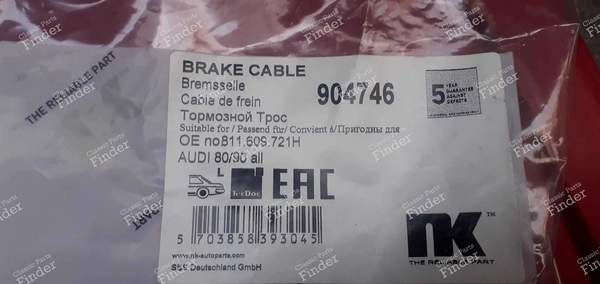 THE RELIABLE PART
BRAKE CABLE
Bremsseile
Cable de frein
Тормозной Трос
904746
5 YEAR GUARANTEE AGAINST DEFECTS
Suitable for / Passend für/ Convient à/Пригодны для
OE no811.609.721H
AUDI 80/90 all
L
TecDoc
EAC
5 703858 393045
www.nk-autoparts.com
SBS Deutschland GmbH
nk ™
THE RELIABLE PART
Classic Parts
Finder